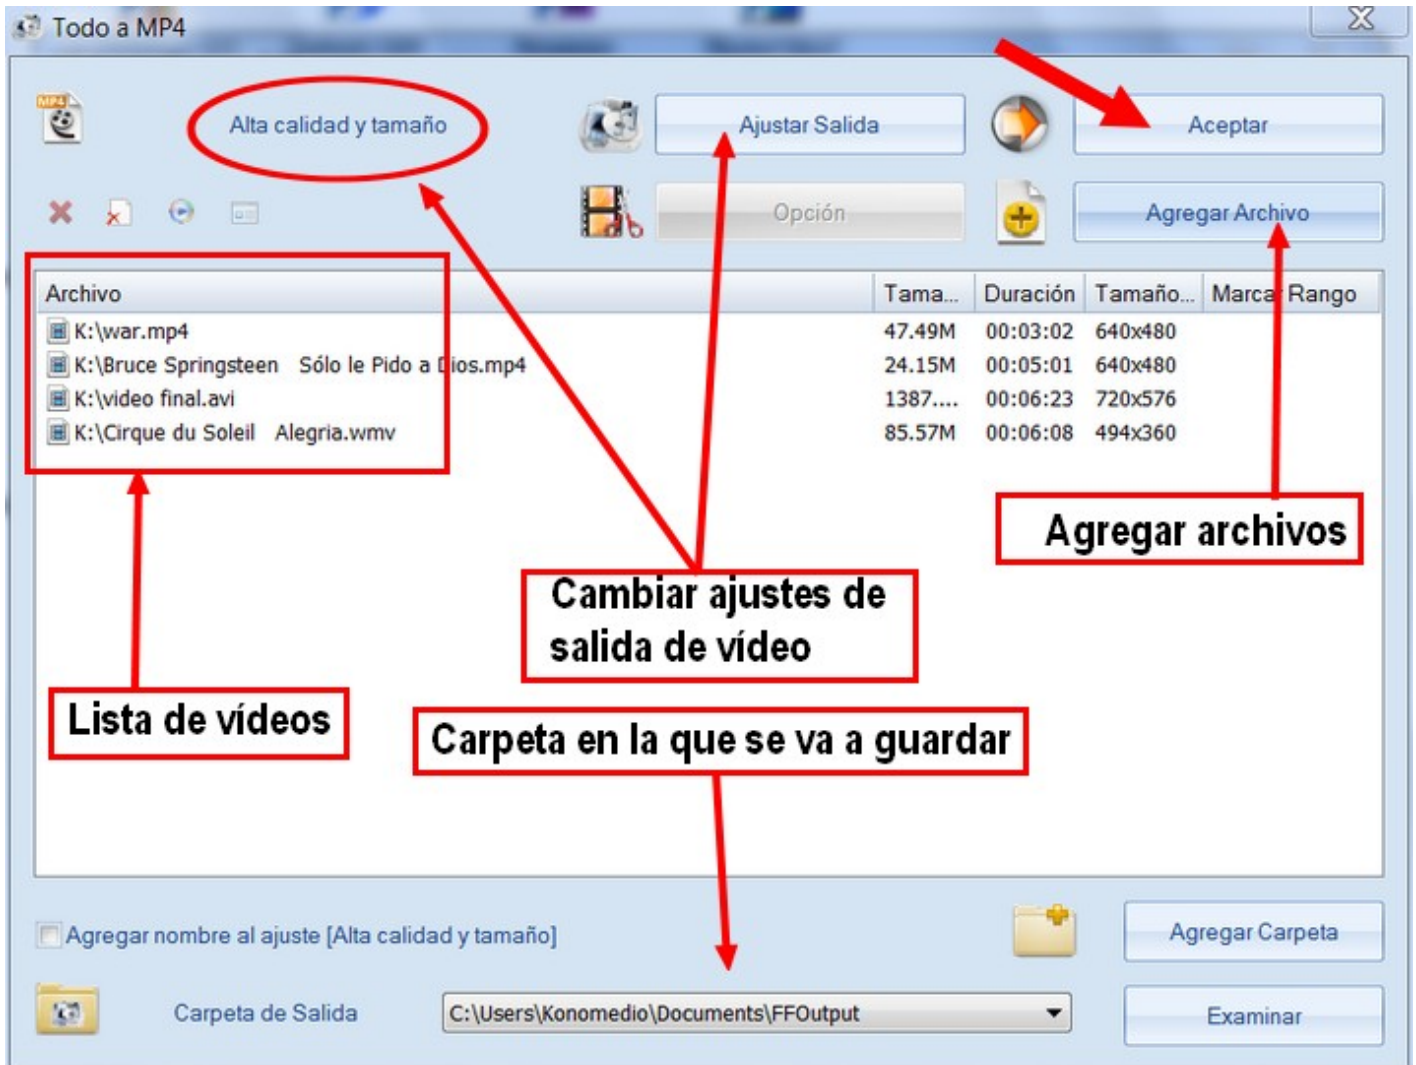 Todo a MP4
MP4
Alta calidad y tamaño
Ajustar Salida
Aceptar
Opción
Agregar Archivo
Archivo Tama... Duración Tamaño... Marcar Rango
K:\war.mp4 47.49M 00:03:02 640x480
K:\Bruce Springsteen Sólo le Pido a Dios.mp4 24.15M 00:05:01 640x480
K:\video final.avi 1387.... 00:06:23 720x576
K:\Cirque du Soleil Alegria.wmv 85.57M 00:06:08 494x360
Agregar archivos
Cambiar ajustes de
salida de vídeo
Lista de vídeos
Carpeta en la que se va a guardar
Agregar nombre al ajuste [Alta calidad y tamaño]
Agregar Carpeta
Carpeta de Salida
C:\Users\Konomedio\Documents\FFOutput
Examinar